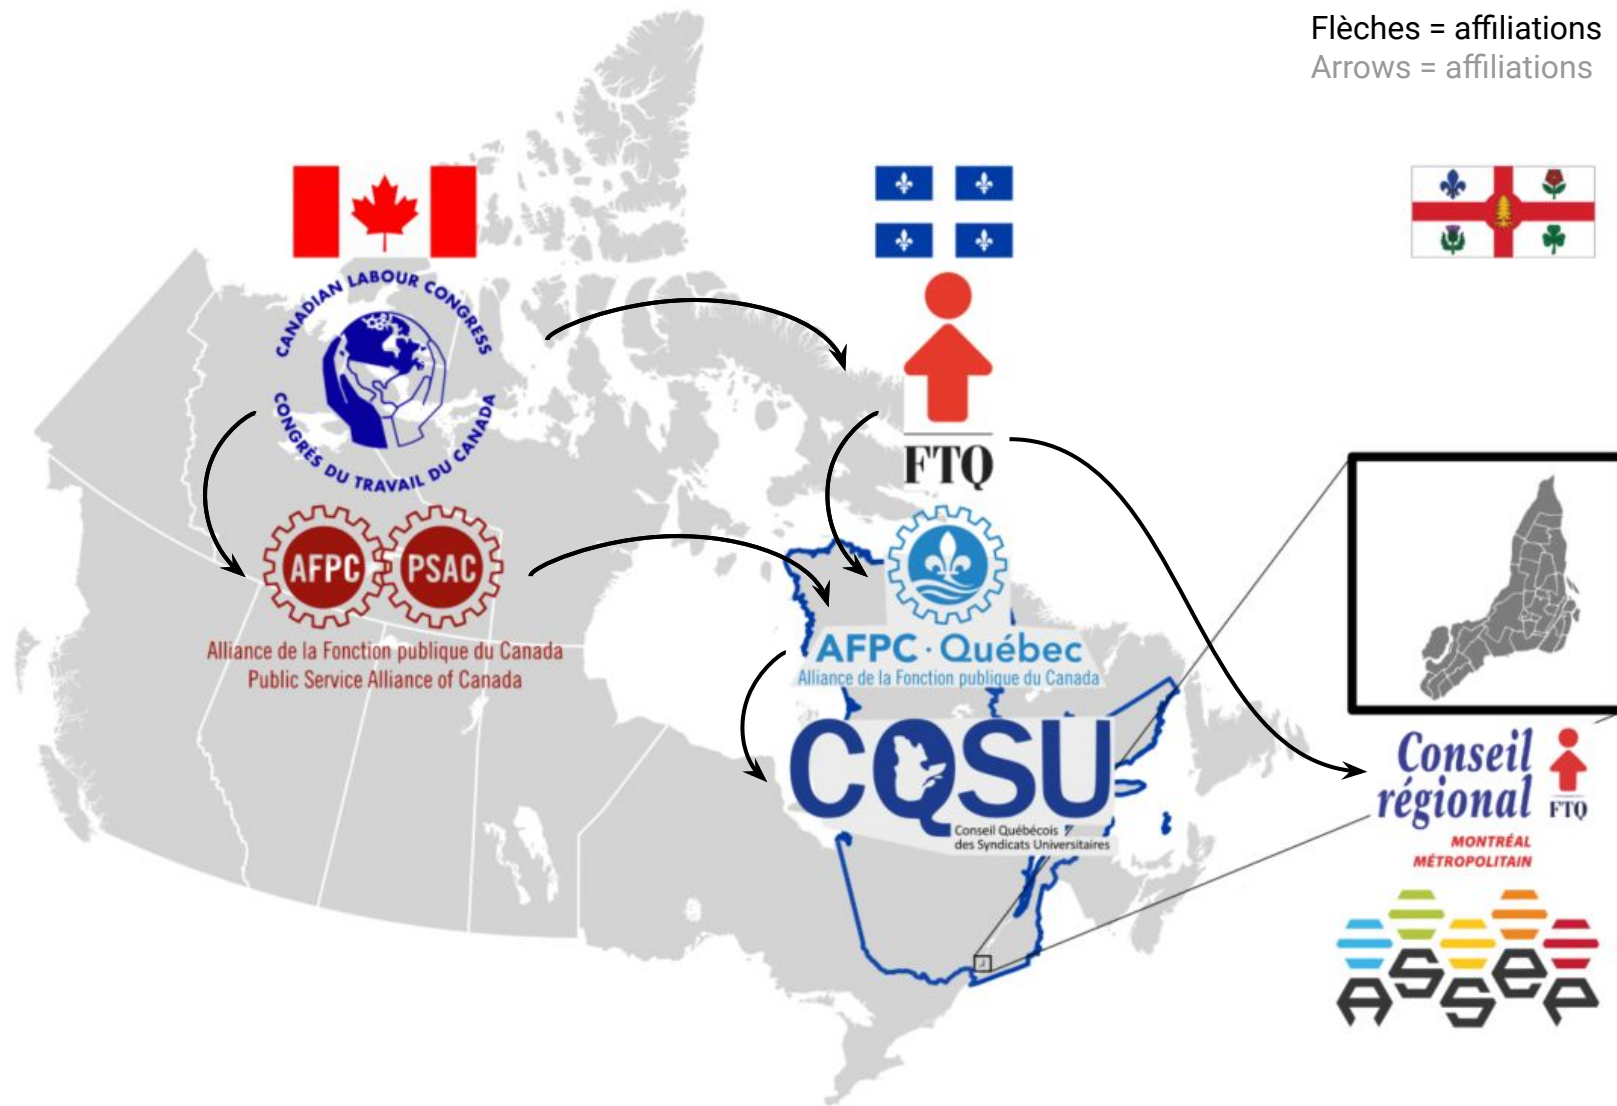 Flèches = affiliations
Arrows = affiliations
CANADIAN LABOUR CONGRESS
CONGRÈS DU TRAVAIL DU CANADA
FTQ
AFPC PSAC
Alliance de la Fonction publique du Canada
Public Service Alliance of Canada
AFPC · Québec
Alliance de la Fonction publique du Canada
CQSU
Conseil Québécois
des Syndicats Universitaires
Conseil
régional
FTQ
MONTRÉAL
MÉTROPOLITAIN
ASSEP